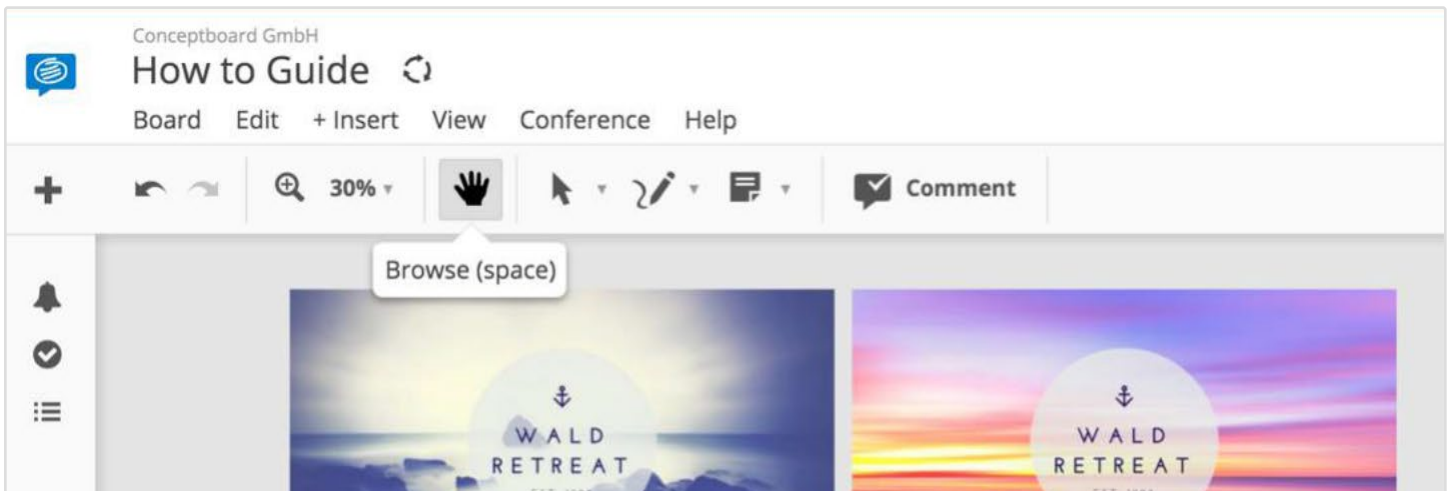 Conceptboard GmbH
How to Guide
Board Edit + Insert View Conference Help
30% Comment
Browse (space)
WALD
RETREAT
WALD
RETREAT